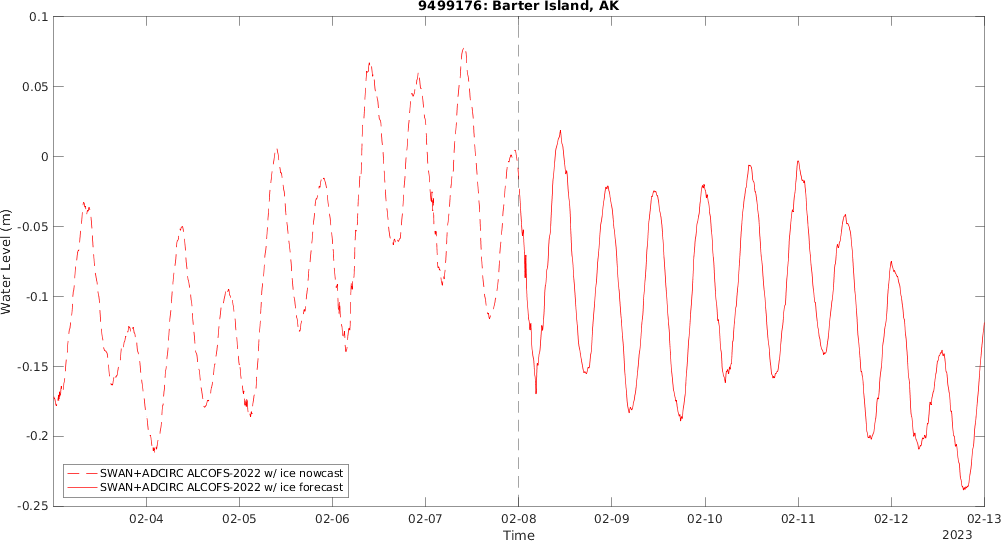 9499176: Barter Island, AK
0.1
0.05
0
-0.05
-0.1
-0.15
-0.2
-0.25
Water Level (m)
SWAN+ADCIRC ALCOFS-2022 w/ ice nowcast
SWAN+ADCIRC ALCOFS-2022 w/ ice forecast
02-04 02-05 02-06 02-07 02-08 02-09 02-10 02-11 02-12 02-13
Time
2023